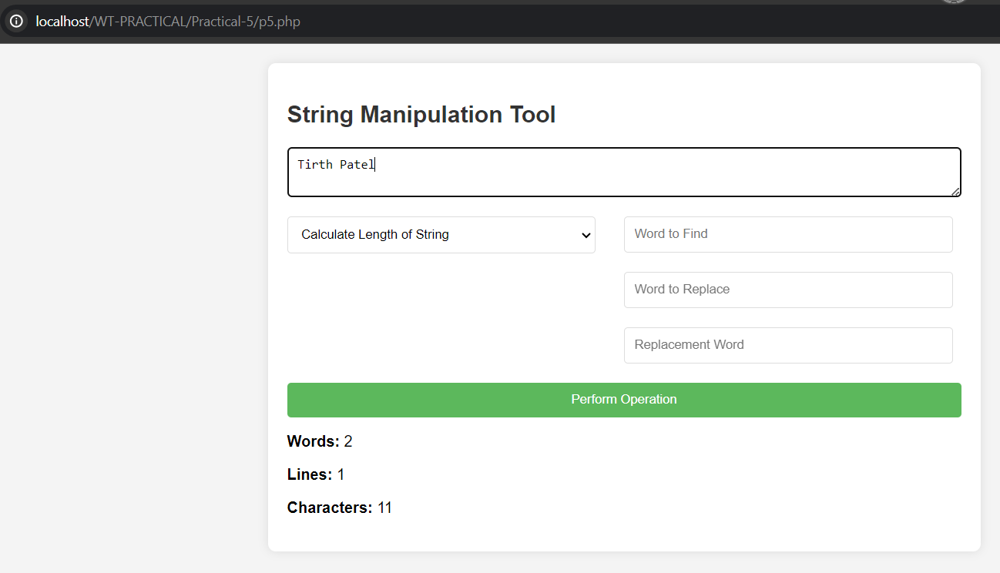 localhost/WT-PRACTICAL/Practical-5/p5.php
String Manipulation Tool
Tirth Patel
Calculate Length of String
Word to Find
Word to Replace
Replacement Word
Perform Operation
Words: 2
Lines: 1
Characters: 11